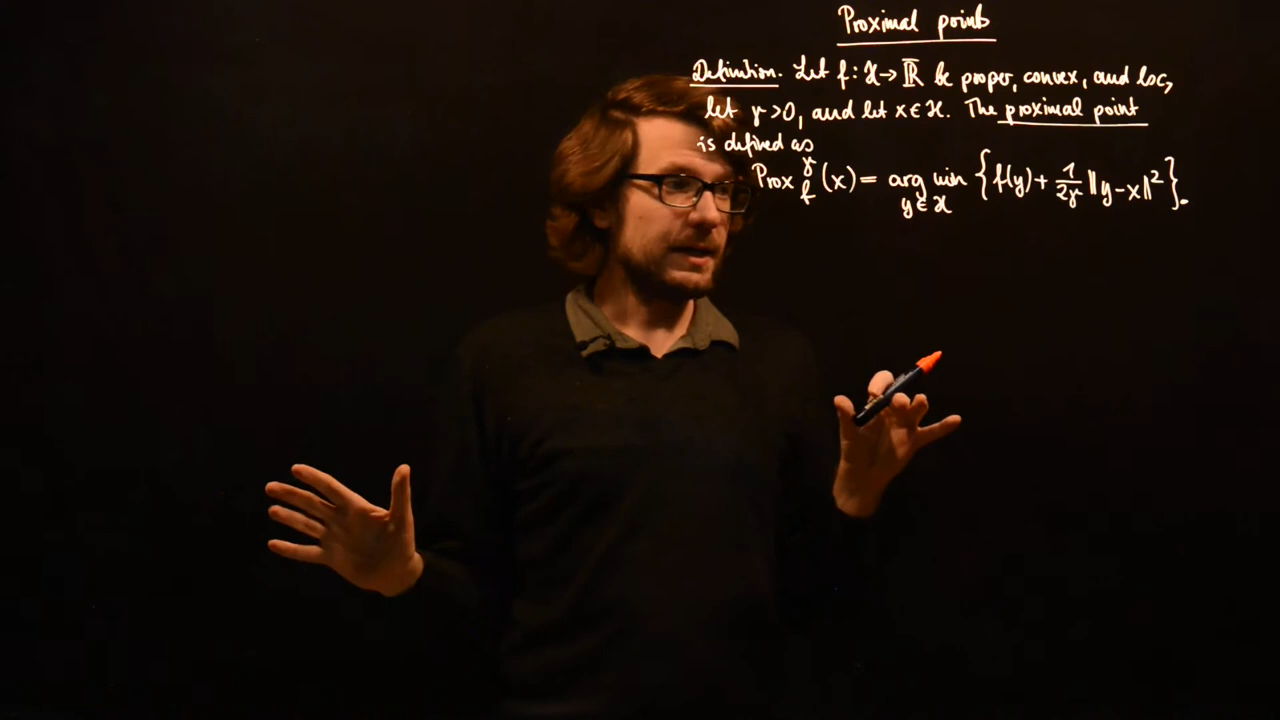 Proximal points
Definition. Let f: ℋ→ℝ̅ be proper, convex, and lsc,
let γ>0, and let x∈ℋ. The proximal point
is defined as
Prox_f^γ(x) = arg min_{y∈ℋ} {f(y)+ 1/2γ ‖y-x‖²}.